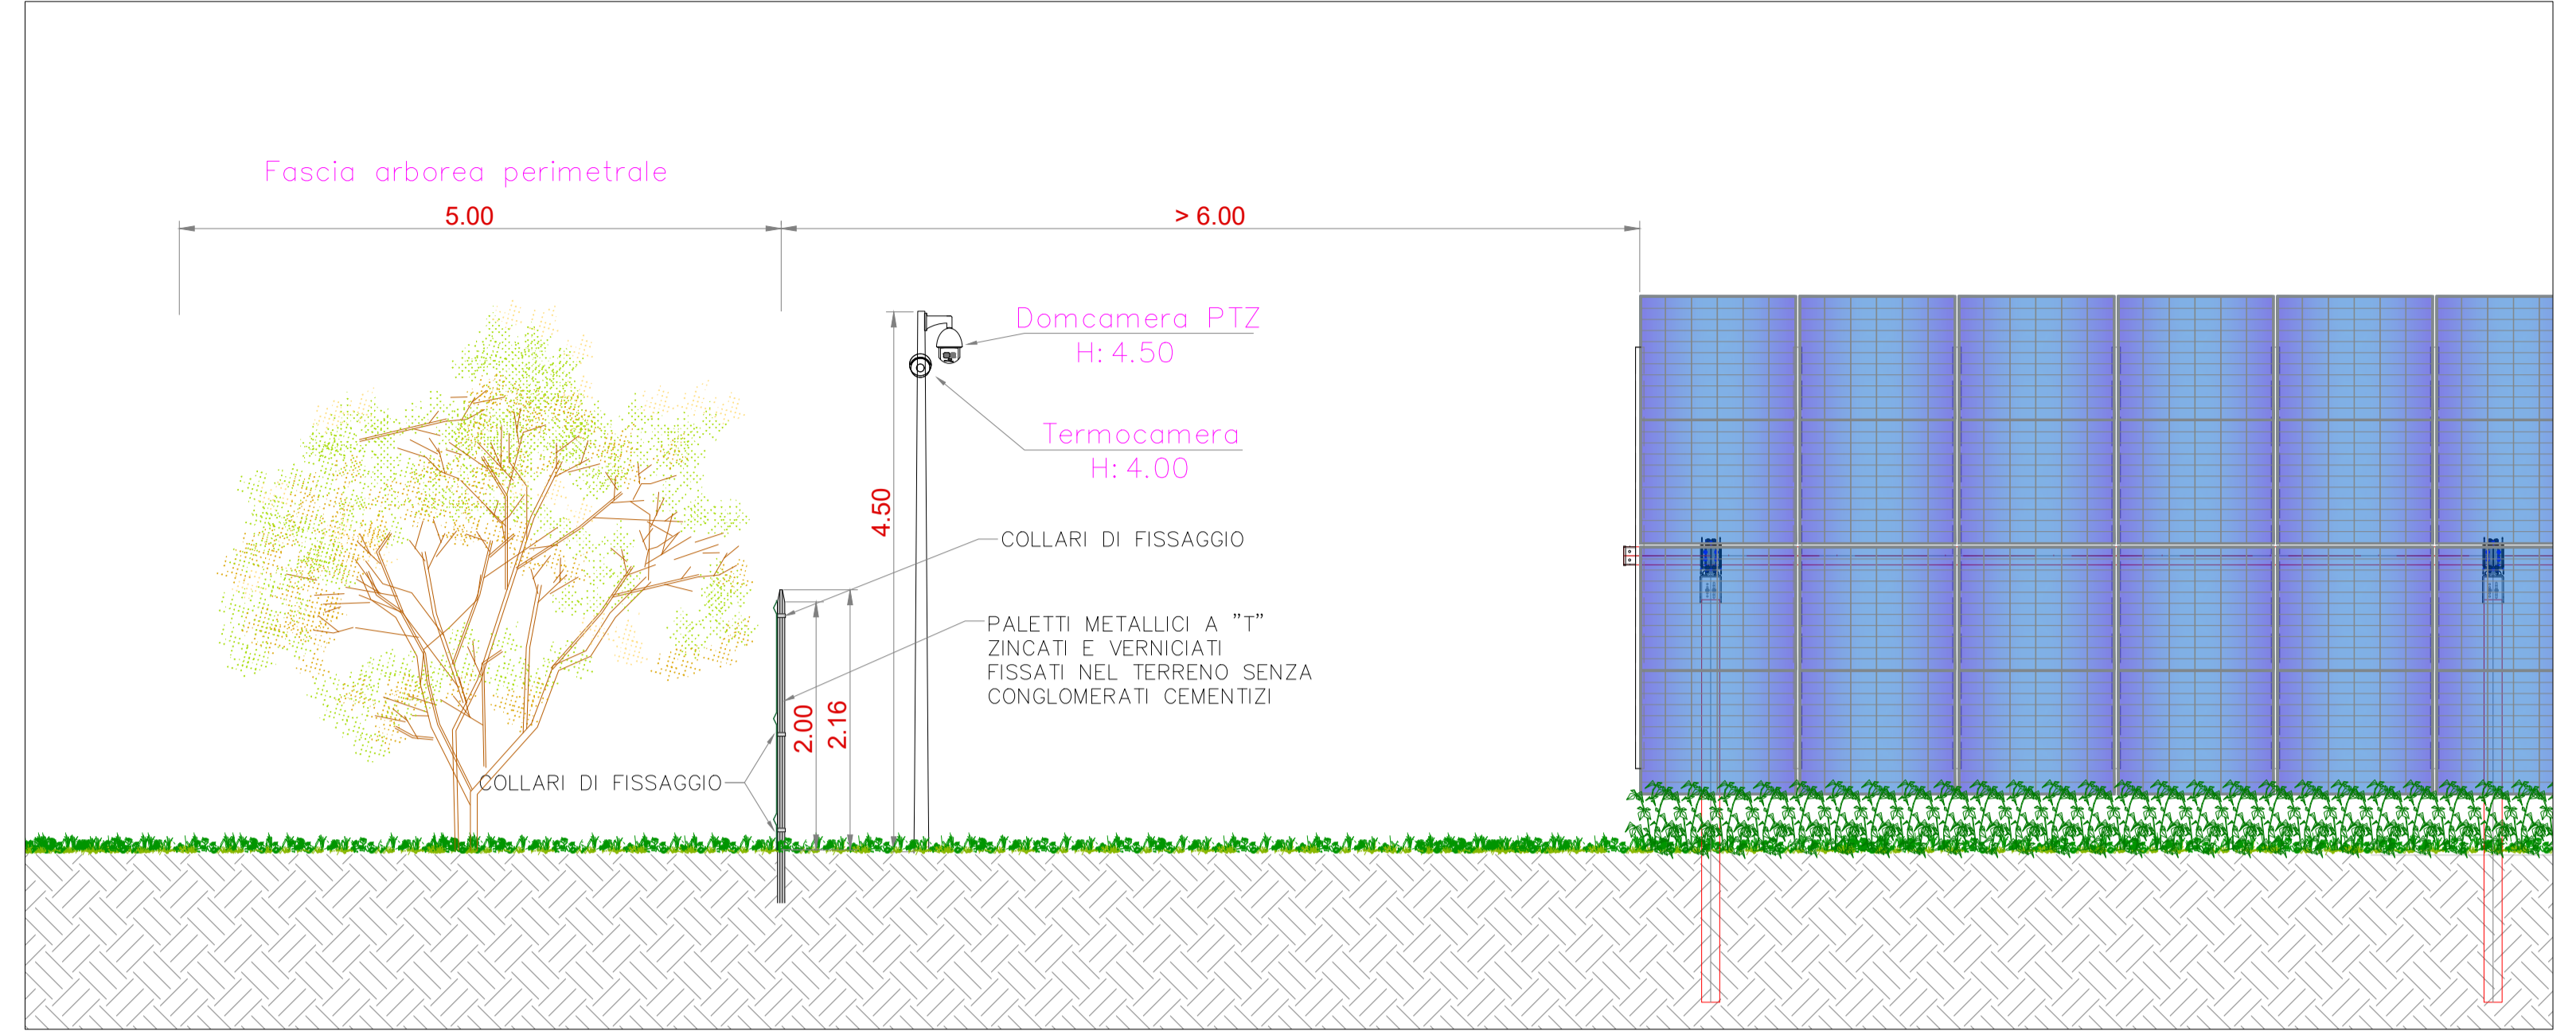 Fascia arborea perimetrale
5.00
> 6.00
Domcamera PTZ
H: 4.50
Termocamera
H: 4.00
4.50
COLLARI DI FISSAGGIO
PALETTI METALLICI A "T"
ZINCATI E VERNICIATI
FISSATI NEL TERRENO SENZA
CONGLOMERATI CEMENTIZI
2.00
2.16
COLLARI DI FISSAGGIO